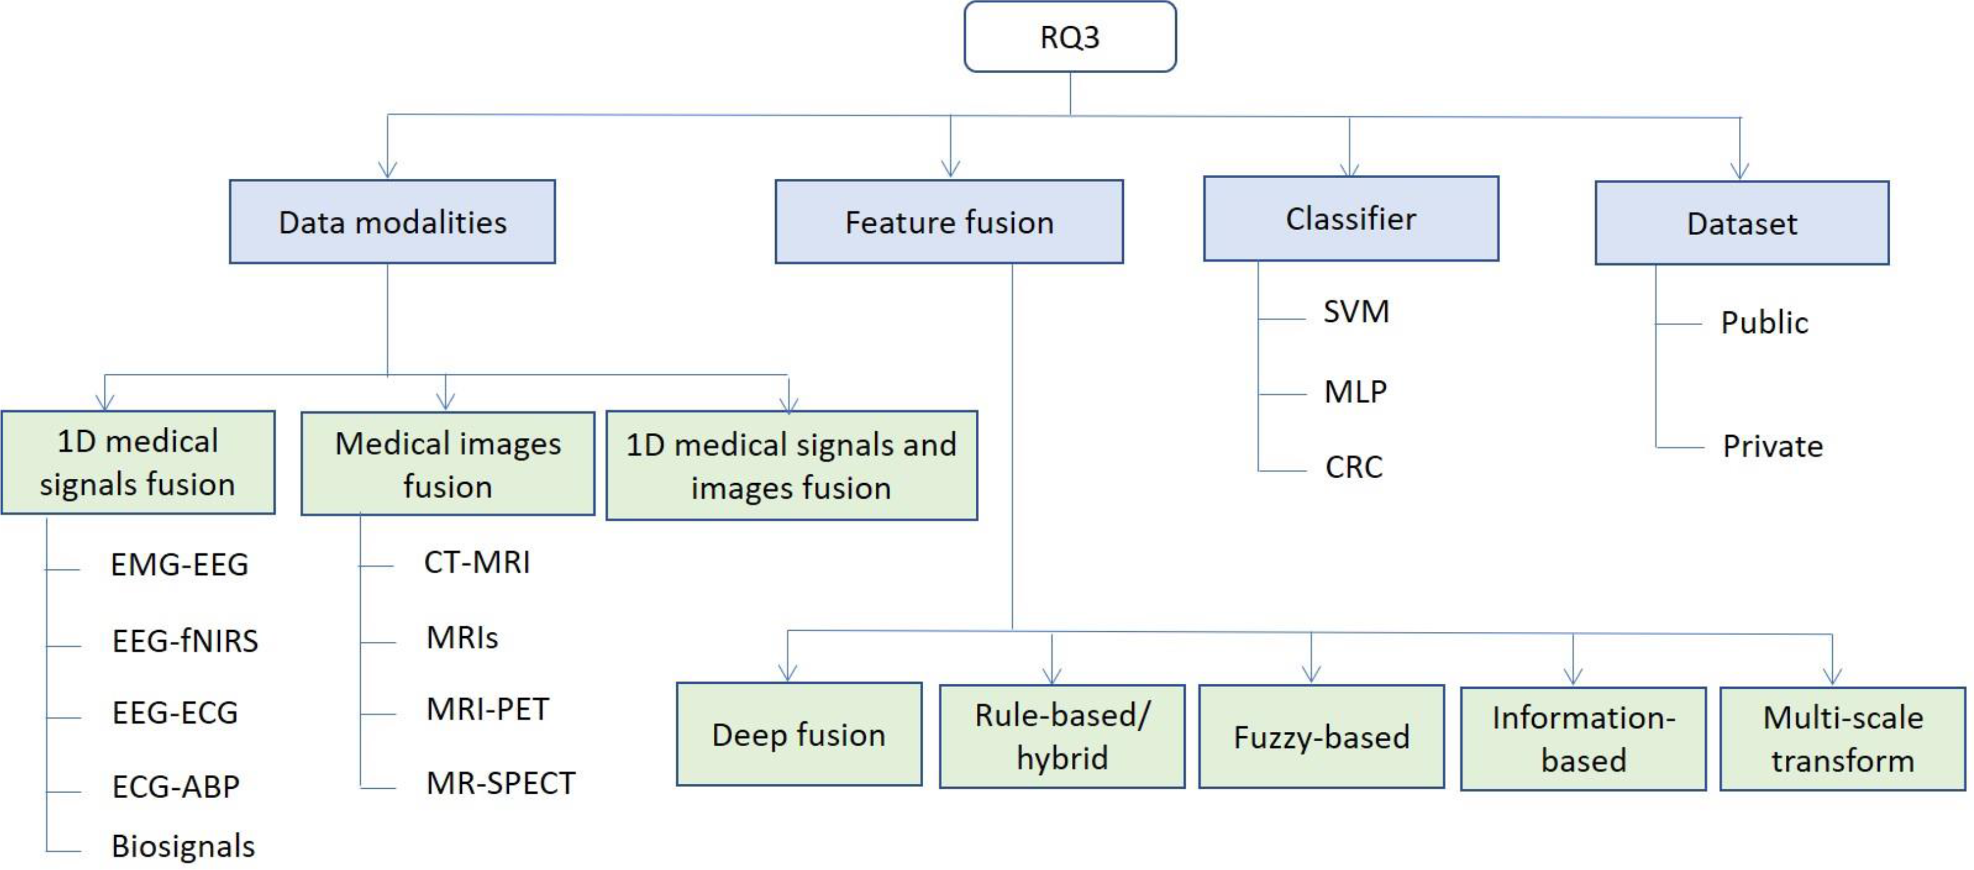 RQ3
Data modalities
Feature fusion
Classifier
Dataset
SVM
MLP
CRC
Public
Private
1D medical
signals fusion
Medical images
fusion
1D medical signals and
images fusion
EMG-EEG
EEG-fNIRS
EEG-ECG
ECG-ABP
Biosignals
CT-MRI
MRIs
MRI-PET
MR-SPECT
Deep fusion
Rule-based/
hybrid
Fuzzy-based
Information-
based
Multi-scale
transform